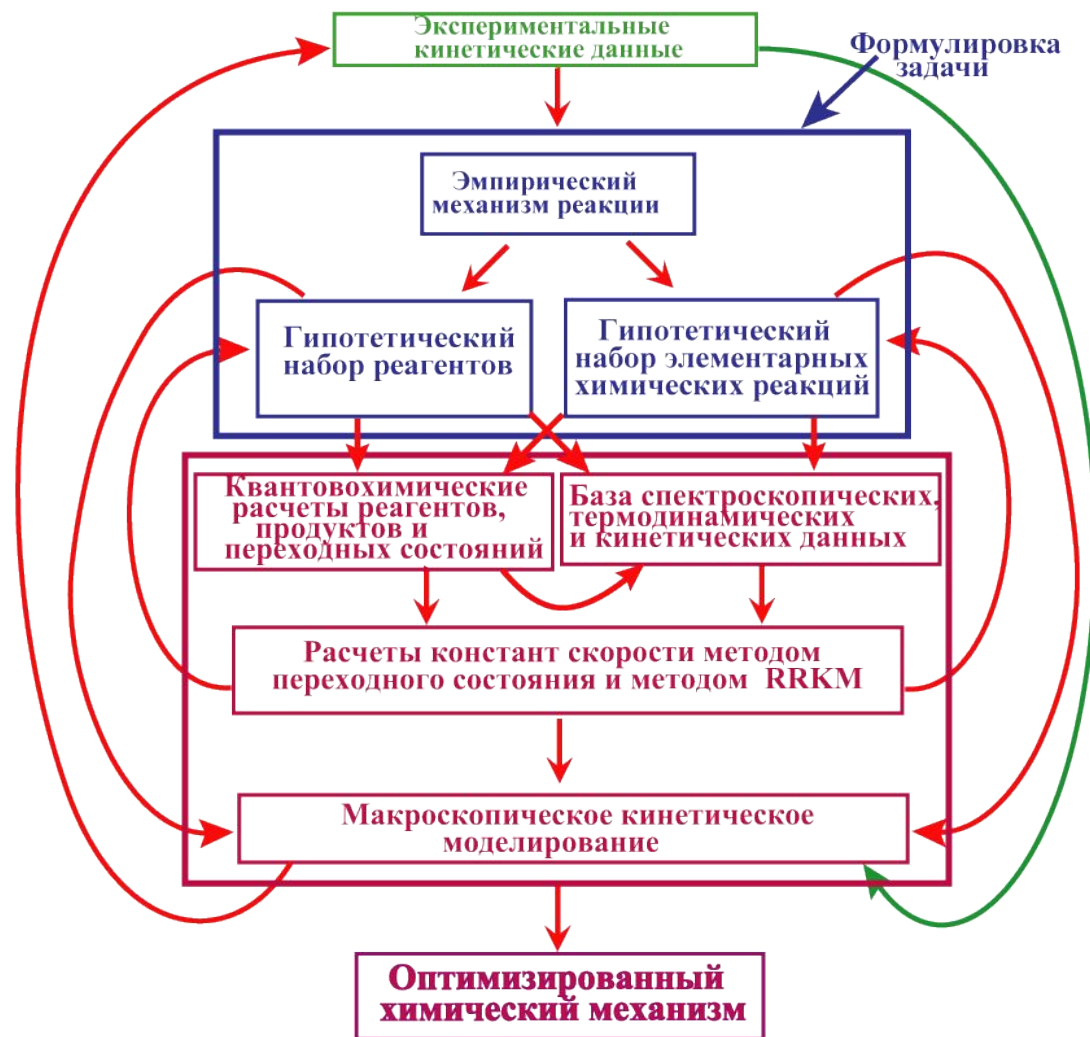 Экспериментальные
кинетические данные
Формулировка
задачи
Эмпирический
механизм реакции
Гипотетический
набор реагентов
Гипотетический
набор элементарных
химических реакций
Квантовохимические
расчеты реагентов,
продуктов и
переходных состояний
База спектроскопических,
термодинамических
и кинетических данных
Расчеты констант скорости методом
переходного состояния и методом RRKM
Макроскопическое кинетическое
моделирование
Оптимизированный
химический механизм